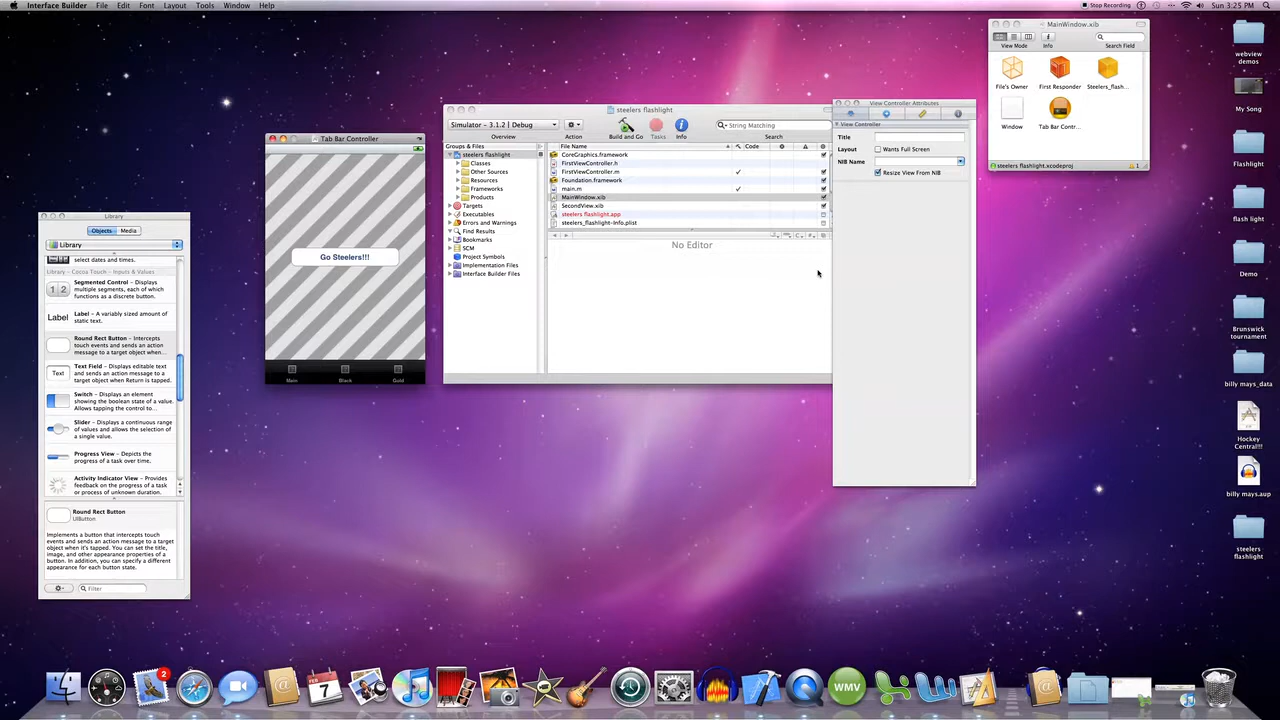 Interface Builder File Edit Font Layout Tools Window Help
Stop Recording Sun 3:25 PM
MainWindow.xib
View Mode Info Search Field
File's Owner First Responder Steelers_flash...
Window Tab Bar Contr...
steelers flashlight.xcodeproj 1
webview
demos
My Song
Flashlight
flash light
Demo
Brunswick
tournament
billy mays_data
Hockey
Central!!!
billy mays.aup
steelers
flashlight
View Controller Attributes
View Controller
Title
Layout Wants Full Screen
NIB Name
Resize View From NIB
steelers flashlight
Simulator - 3.1.2 | Debug
String Matching
Overview Action Build and Go Tasks Info Search
Groups & Files
steelers flashlight
Classes
Other Sources
Resources
Frameworks
Products
Targets
Executables
Errors and Warnings
Find Results
Bookmarks
SCM
Project Symbols
Implementation Files
Interface Builder Files
File Name Code
CoreGraphics.framework
FirstViewController.h
FirstViewController.m
Foundation.framework
main.m
MainWindow.xib
SecondView.xib
steelers flashlight.app
steelers_flashlight-Info.plist
No Editor
Tab Bar Controller
Go Steelers!!!
Main Black Gold
Library
Objects Media
Library
select dates and times.
Library - Cocoa Touch - Inputs & Values
1 2 Segmented Control - Displays
multiple segments, each of which
functions as a discrete button.
Label Label - A variably sized amount of
static text.
Round Rect Button - Intercepts
touch events and sends an action
message to a target object when...
Text Text Field - Displays editable text
and sends an action message to a
target object when Return is tapped.
Switch - Displays an element
showing the boolean state of a value.
Allows tapping the control to...
Slider - Displays a continuous range
of values and allows the selection of
a single value.
Progress View - Depicts the
progress of a task over time.
Activity Indicator View - Provides
feedback on the progress of a task
or process of unknown duration.
Round Rect Button
UIButton
Implements a button that intercepts touch
events and sends an action message to a
target object when it's tapped. You can set the title,
image, and other appearance properties of a
button. In addition, you can specify a different
appearance for each button state.
Filter
2
FEB
7
WMV